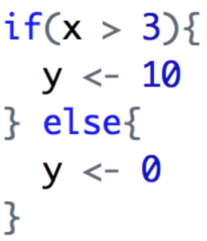 if(x > 3){
  y <- 10
} else{
  y <- 0
}